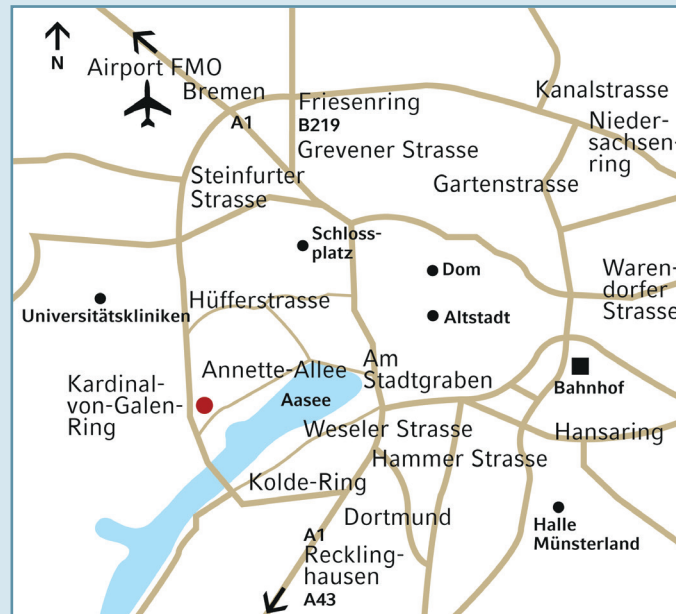 N
Airport FMO
Bremen
A1
Friesenring
B219
Grevener Strasse
Kanalstrasse
Nieder-
sachsen-
ring
Steinfurter
Strasse
Gartenstrasse
Schloss-
platz
Dom
Waren-
dorfer
Strasse
Universitätskliniken
Hüfferstrasse
Altstadt
Annette-Allee
Am
Stadtgraben
Bahnhof
Kardinal-
von-Galen-
Ring
Aasee
Weseler Strasse
Hansaring
Hammer Strasse
Kolde-Ring
Dortmund
A1
Reckling-
hausen
A43
Halle
Münsterland